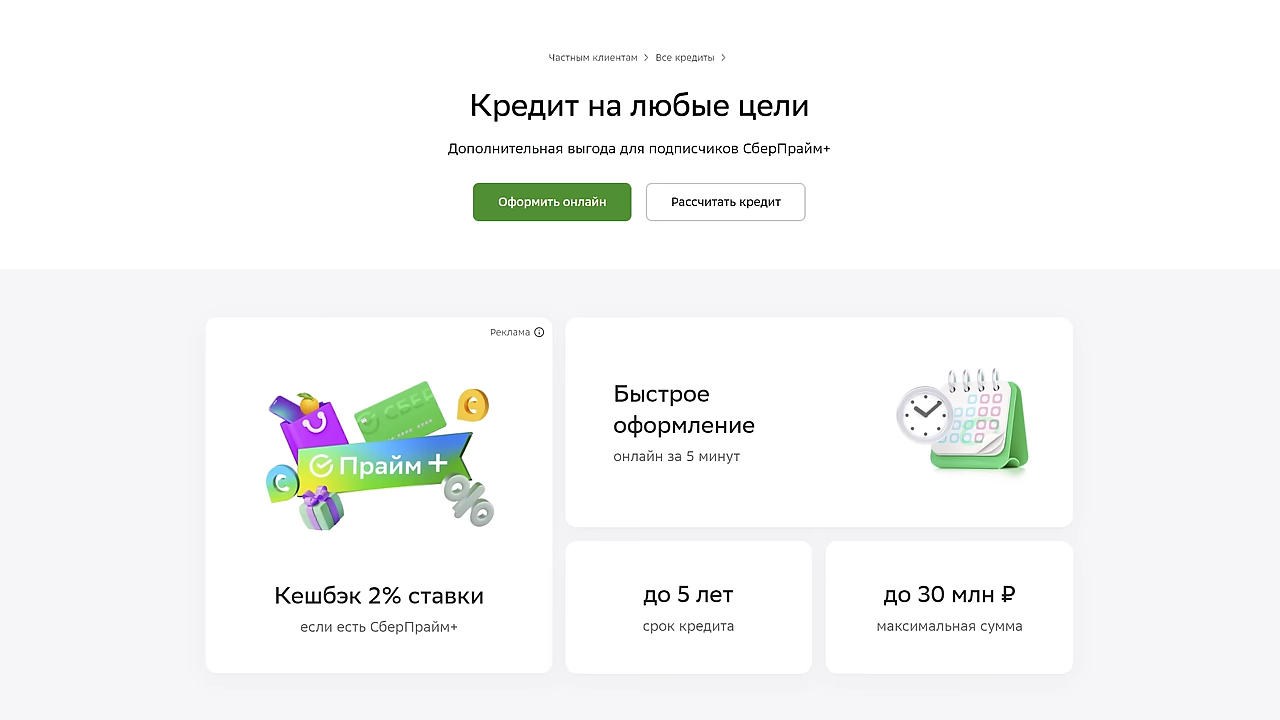 Частным клиентам > Все кредиты >
Кредит на любые цели
Дополнительная выгода для подписчиков СберПрайм+
Оформить онлайн
Рассчитать кредит
Реклама
СБЕР
Прайм+
Кешбэк 2% ставки
если есть СберПрайм+
Быстрое
оформление
онлайн за 5 минут
до 5 лет
срок кредита
до 30 млн ₽
максимальная сумма